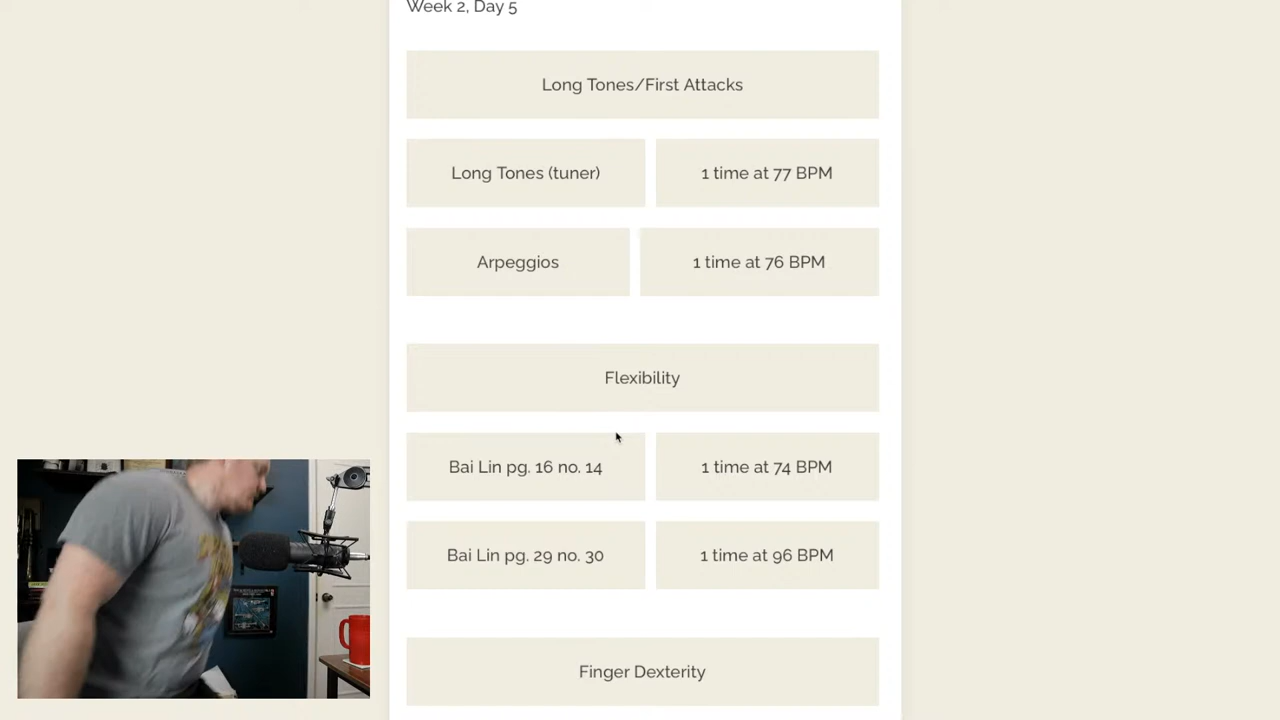 Week 2, Day 5
Long Tones/First Attacks
Long Tones (tuner)
1 time at 77 BPM
Arpeggios
1 time at 76 BPM
Flexibility
Bai Lin pg. 16 no. 14
1 time at 74 BPM
Bai Lin pg. 29 no. 30
1 time at 96 BPM
Finger Dexterity